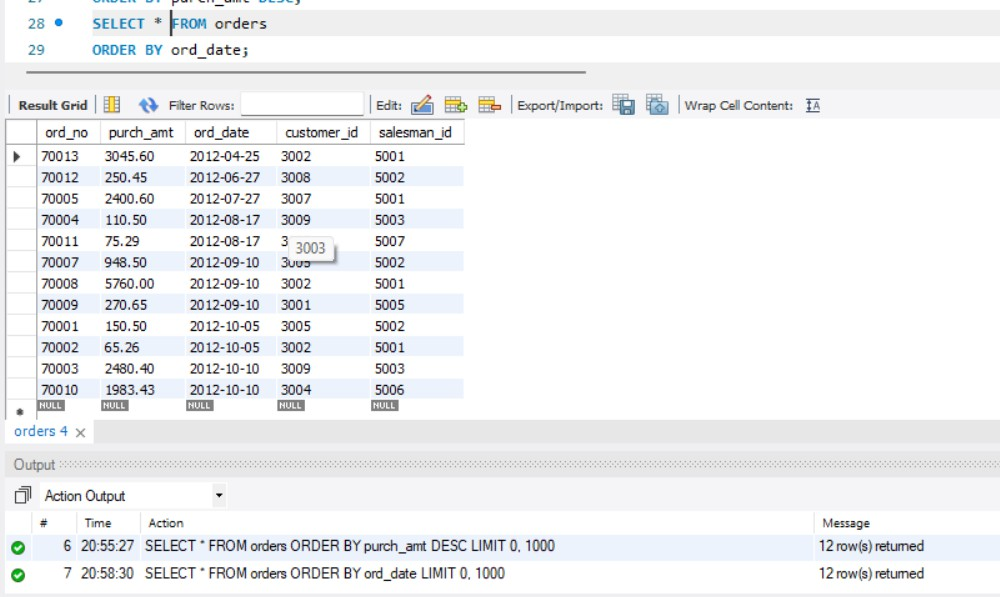 27 ORDER BY purch_amt DESC;
28 SELECT * FROM orders
29 ORDER BY ord_date;
Result Grid Filter Rows: Edit: Export/Import: Wrap Cell Content: IA
ord_no purch_amt ord_date customer_id salesman_id
70013 3045.60 2012-04-25 3002 5001
70012 250.45 2012-06-27 3008 5002
70005 2400.60 2012-07-27 3007 5001
70004 110.50 2012-08-17 3009 5003
70011 75.29 2012-08-17 5007
3003
70007 948.50 2012-09-10 3005 5002
70008 5760.00 2012-09-10 3002 5001
70009 270.65 2012-09-10 3001 5005
70001 150.50 2012-10-05 3005 5002
70002 65.26 2012-10-05 3002 5001
70003 2480.40 2012-10-10 3009 5003
70010 1983.43 2012-10-10 3004 5006
NULL NULL NULL NULL NULL
orders 4
Output
Action Output
# Time Action Message
6 20:55:27 SELECT * FROM orders ORDER BY purch_amt DESC LIMIT 0, 1000 12 row(s) returned
7 20:58:30 SELECT * FROM orders ORDER BY ord_date LIMIT 0, 1000 12 row(s) returned